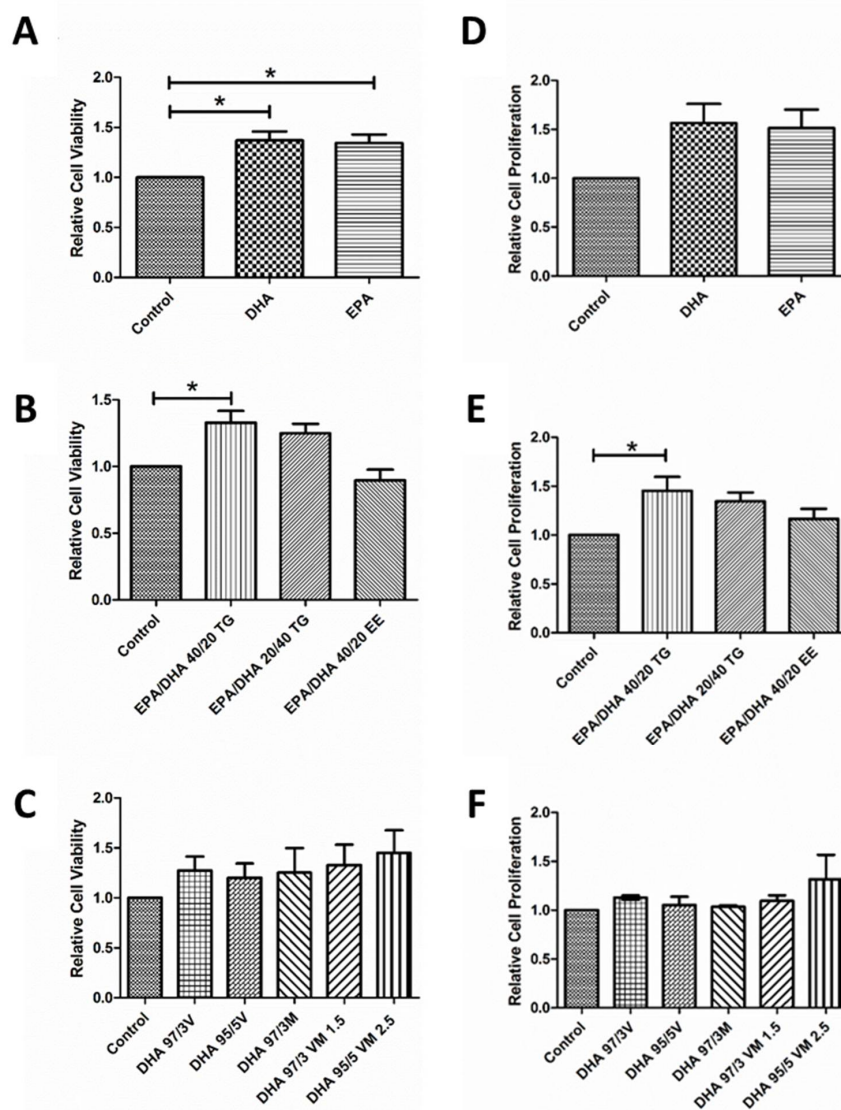 A
Relative Cell Viability
2.0
1.5
1.0
0.5
0.0
*
*
Control
DHA
EPA
D
Relative Cell Proliferation
2.0
1.5
1.0
0.5
0.0
Control
DHA
EPA
B
Relative Cell Viability
1.5
1.0
0.5
0.0
*
Control
EPA/DHA 40/20 TG
EPA/DHA 20/40 TG
EPA/DHA 40/20 EE
E
Relative Cell Proliferation
2.0
1.5
1.0
0.5
0.0
*
Control
EPA/DHA 40/20 TG
EPA/DHA 20/40 TG
EPA/DHA 40/20 EE
C
Relative Cell Viability
2.0
1.5
1.0
0.5
0.0
Control
DHA 97/3V
DHA 95/5V
DHA 97/3M
DHA 97/3 VM 1.5
DHA 95/5 VM 2.5
F
Relative Cell Proliferation
2.0
1.5
1.0
0.5
0.0
Control
DHA 97/3V
DHA 95/5V
DHA 97/3M
DHA 97/3 VM 1.5
DHA 95/5 VM 2.5